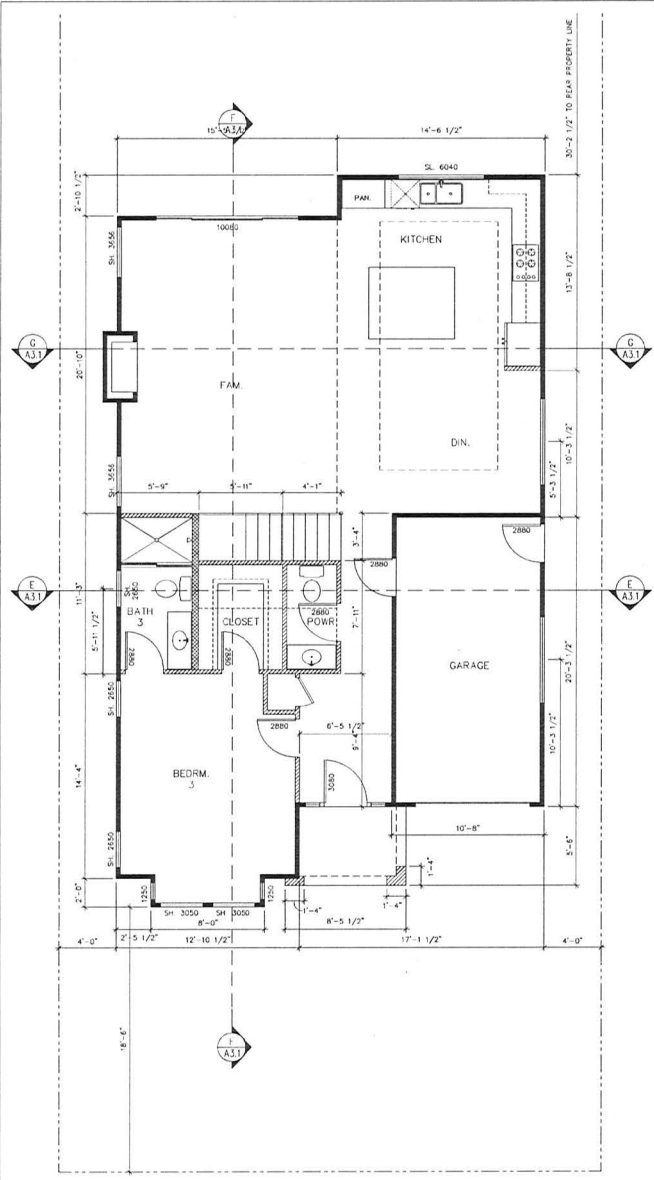 30'-2 1/2" TO REAR PROPERTY LINE
F
A3.1
14'-6 1/2"
2'-10 1/2"
SL. 6040
PAN.
10080
KITCHEN
SH. 3656
13'-8 1/2"
G
A3.1
G
A3.1
20'-10"
FAM.
DIN.
10'-3 1/2"
5'-3 1/2"
SH. 3656
5'-9"
5'-11"
4'-1"
3'-4"
2880
2880
E
A3.1
E
A3.1
11'-3"
SH. 2650
BATH
3
CLOSET
2880
POWR
7'-11"
5'-11 1/2"
2880
2880
GARAGE
20'-3 1/2"
SH. 2650
2880
6'-5 1/2"
9'-4"
10'-3 1/2"
14'-4"
BEDRM.
3
3080
10'-8"
SH. 2650
5'-6"
1'-4"
2'-0"
1250
1250
SH. 3050
SH. 3050
1'-4"
1'-4"
8'-0"
8'-5 1/2"
4'-0"
2'-5 1/2"
12'-10 1/2"
17'-1 1/2"
4'-0"
18'-6"
F
A3.1